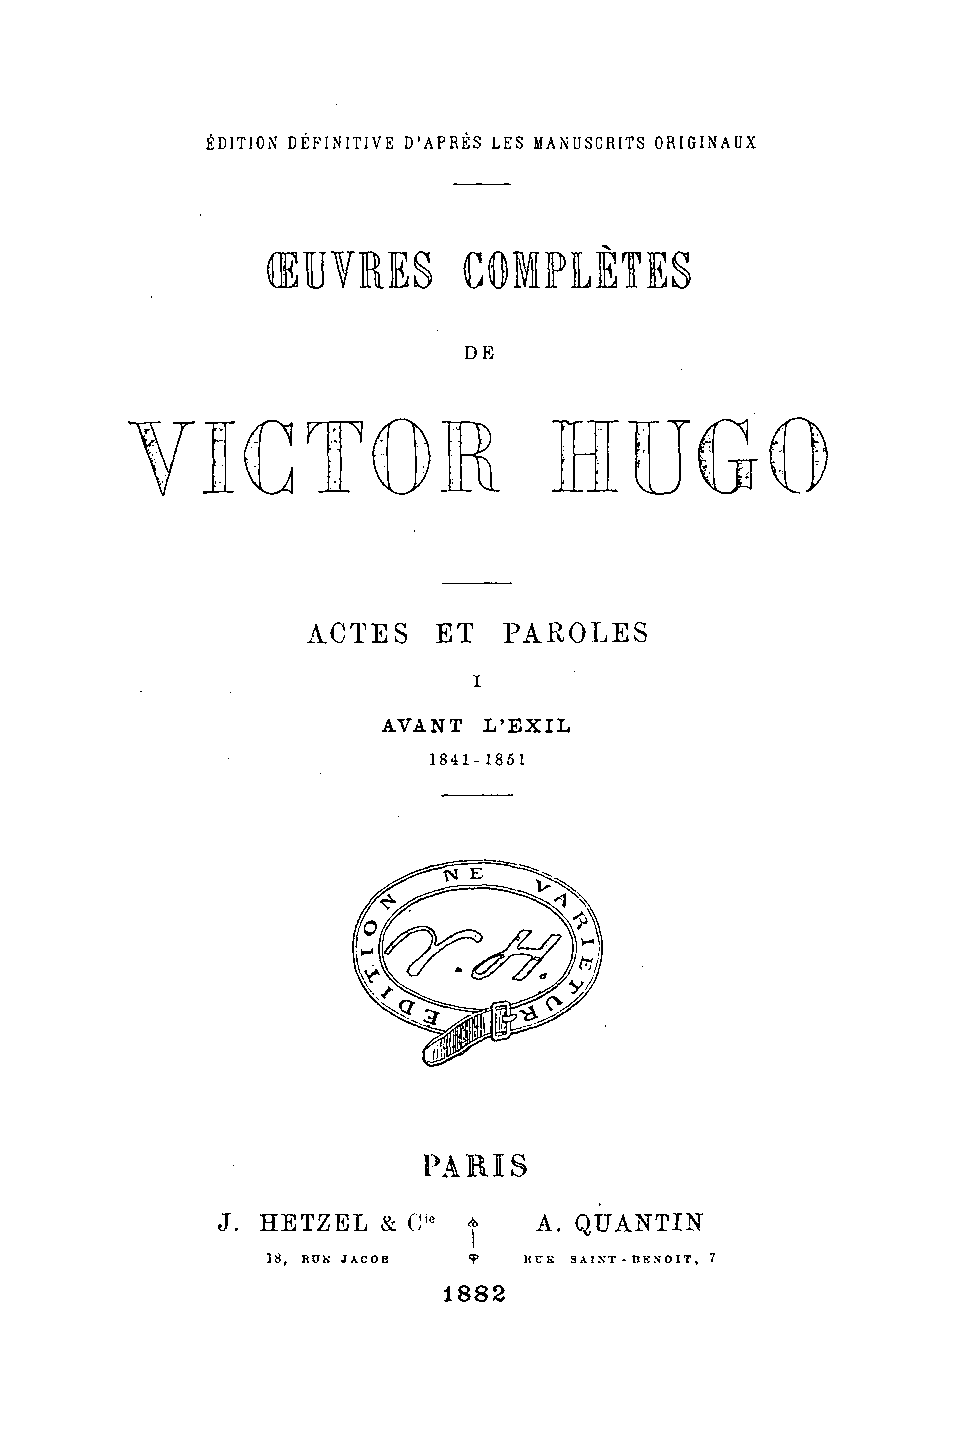 ÉDITION DÉFINITIVE D'APRÈS LES MANUSCRITS ORIGINAUX
ŒUVRES COMPLÈTES
DE
VICTOR HUGO
ACTES ET PAROLES
I
AVANT L'EXIL
1841-1851
EDITION NE VARIETUR
V. H.
PARIS
J. HETZEL & Cie A. QUANTIN
18, RUE JACOB RUE SAINT-BENOIT, 7
1882